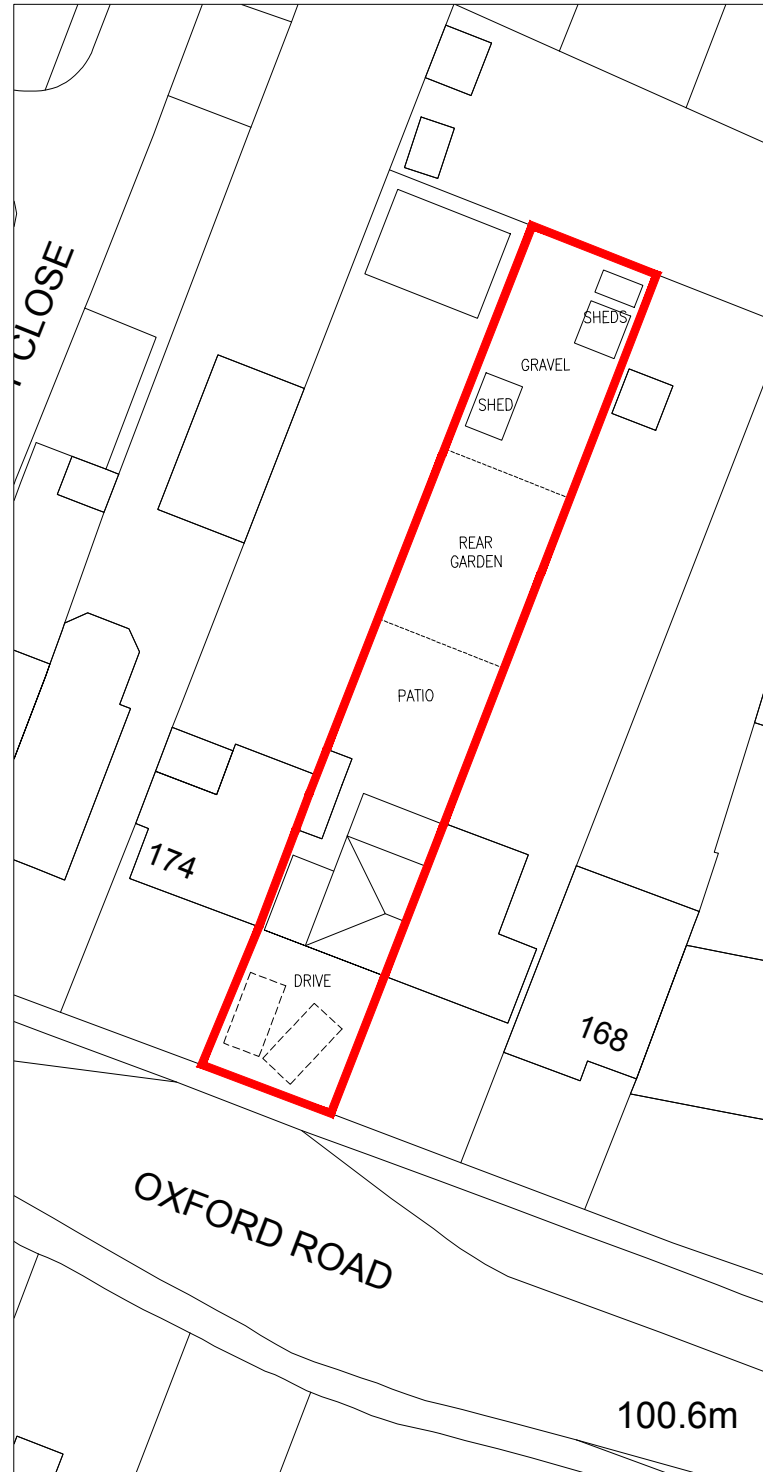 CLOSE
SHEDS
GRAVEL
SHED
REAR
GARDEN
PATIO
174
DRIVE
168
OXFORD ROAD
100.6m